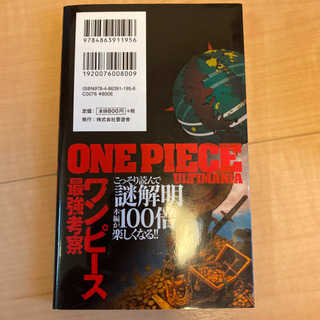 9784863911956
1920076008009
ISBN978-4-86391-195-6
C0076 ¥800E
定価：本体800円＋税
発行：株式会社晋遊舎
ONE PIECE
ULTIMANIA
ワンピース
最強考察
こっそり読んで
謎解明
本編が
100倍
楽しくなる!!